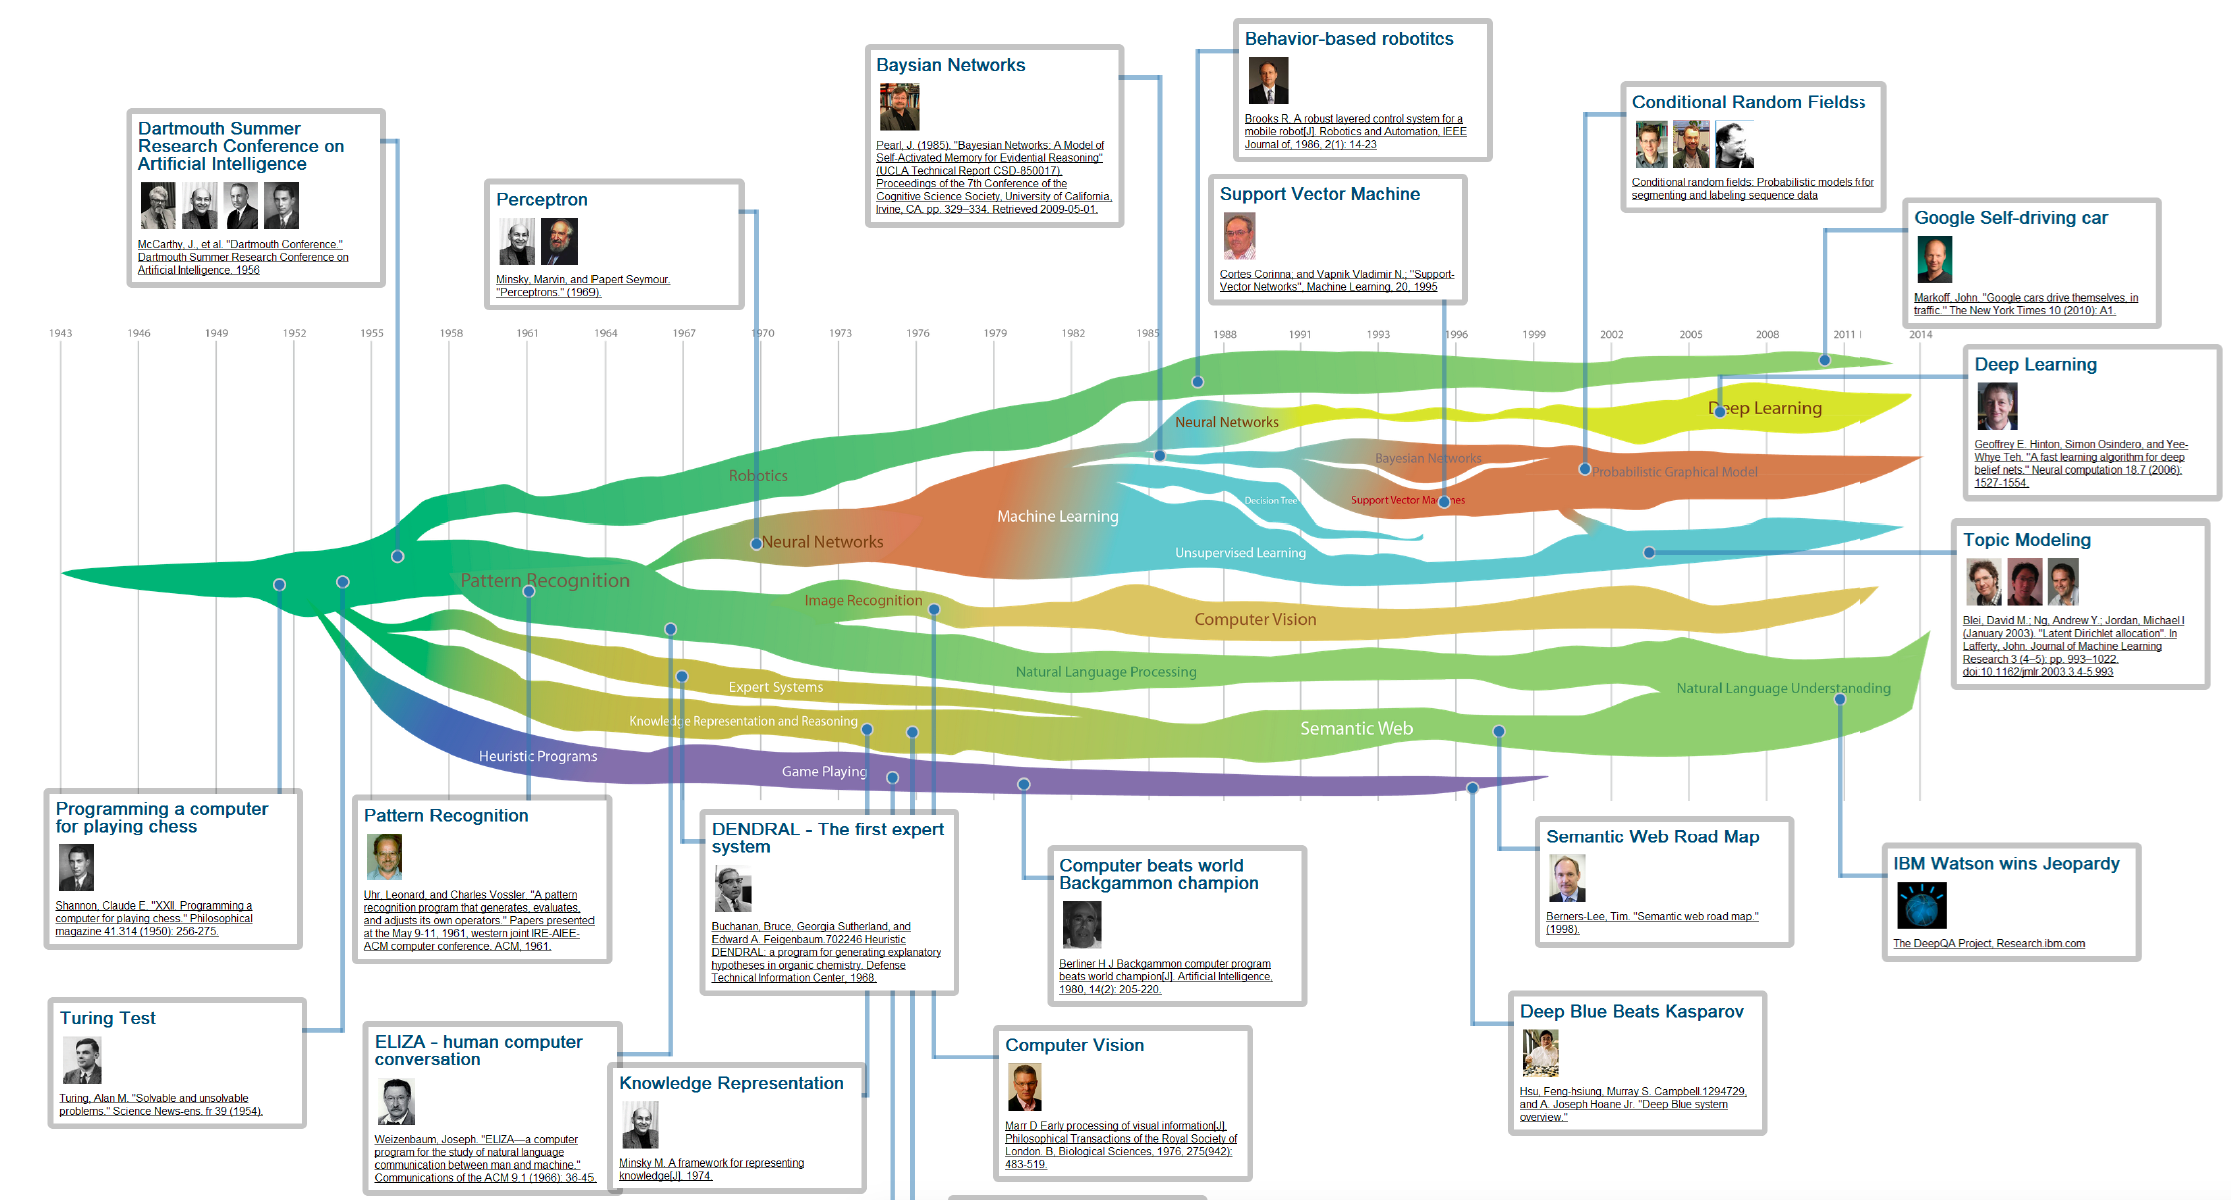 Behavior-based robotitcs
Brooks R. A robust layered control system for a
mobile robot[J]. Robotics and Automation, IEEE
Journal of, 1986, 2(1): 14-23
Baysian Networks
Pearl, J. (1985). "Bayesian Networks: A Model of
Self-Activated Memory for Evidential Reasoning"
(UCLA Technical Report CSD-850017).
Proceedings of the 7th Conference of the
Cognitive Science Society, University of California,
Irvine, CA. pp. 329–334. Retrieved 2009-05-01.
Conditional Random Fieldss
Conditional random fields: Probabilistic models for
segmenting and labeling sequence data
Dartmouth Summer
Research Conference on
Artificial Intelligence
McCarthy, J., et al. "Dartmouth Conference."
Dartmouth Summer Research Conference on
Artificial Intelligence. 1956
Perceptron
Minsky, Marvin, and Papert Seymour.
"Perceptrons." (1969).
Support Vector Machine
Cortes Corinna, and Vapnik Vladimir N.; "Support-
Vector Networks", Machine Learning, 20, 1995
Google Self-driving car
Markoff, John. "Google cars drive themselves, in
traffic." The New York Times 10 (2010): A1.
1943 1946 1949 1952 1955 1958 1961 1964 1967 1970 1973 1976 1979 1982 1985 1988 1991 1993 1996 1999 2002 2005 2008 2011 2014
Deep Learning
Geoffrey E. Hinton, Simon Osindero, and Yee-
Whye Teh. "A fast learning algorithm for deep
belief nets." Neural computation 18.7 (2006):
1527-1554.
Deep Learning
Neural Networks
Bayesian Networks
Probabilistic Graphical Model
Robotics
Decision Tree
Support Vector Machines
Machine Learning
Neural Networks
Unsupervised Learning
Topic Modeling
Blei, David M.; Ng, Andrew Y.; Jordan, Michael I
(January 2003). "Latent Dirichlet allocation". In
Lafferty, John. Journal of Machine Learning
Research 3 (4–5): pp. 993–1022.
doi:10.1162/jmlr.2003.3.4-5.993
Pattern Recognition
Image Recognition
Computer Vision
Natural Language Processing
Expert Systems
Natural Language Understanding
Knowledge Representation and Reasoning
Semantic Web
Heuristic Programs
Game Playing
Programming a computer
for playing chess
Shannon, Claude E. "XXII. Programming a
computer for playing chess." Philosophical
magazine 41.314 (1950): 256-275.
Pattern Recognition
Uhr, Leonard, and Charles Vossler. "A pattern
recognition program that generates, evaluates,
and adjusts its own operators." Papers presented
at the May 9-11, 1961, western joint IRE-AIEE-
ACM computer conference. ACM, 1961.
DENDRAL - The first expert
system
Buchanan, Bruce, Georgia Sutherland, and
Edward A. Feigenbaum.702246 Heuristic
DENDRAL: a program for generating explanatory
hypotheses in organic chemistry. Defense
Technical Information Center, 1968.
Computer beats world
Backgammon champion
Berliner H J Backgammon computer program
beats world champion[J]. Artificial Intelligence,
1980, 14(2): 205-220.
Semantic Web Road Map
Berners-Lee, Tim. "Semantic web road map."
(1998).
IBM Watson wins Jeopardy
The DeepQA Project, Research.ibm.com
Turing Test
Turing, Alan M. "Solvable and unsolvable
problems." Science News-ens. fr 39 (1954).
ELIZA - human computer
conversation
Weizenbaum, Joseph. "ELIZA—a computer
program for the study of natural language
communication between man and machine."
Communications of the ACM 9.1 (1966): 36-45.
Knowledge Representation
Minsky M. A framework for representing
knowledge[J]. 1974.
Computer Vision
Marr D Early processing of visual information[J].
Philosophical Transactions of the Royal Society of
London. B, Biological Sciences, 1976, 275(942):
483-519.
Deep Blue Beats Kasparov
Hsu, Feng-hsiung, Murray S. Campbell.1294729,
and A. Joseph Hoane Jr. "Deep Blue system
overview."